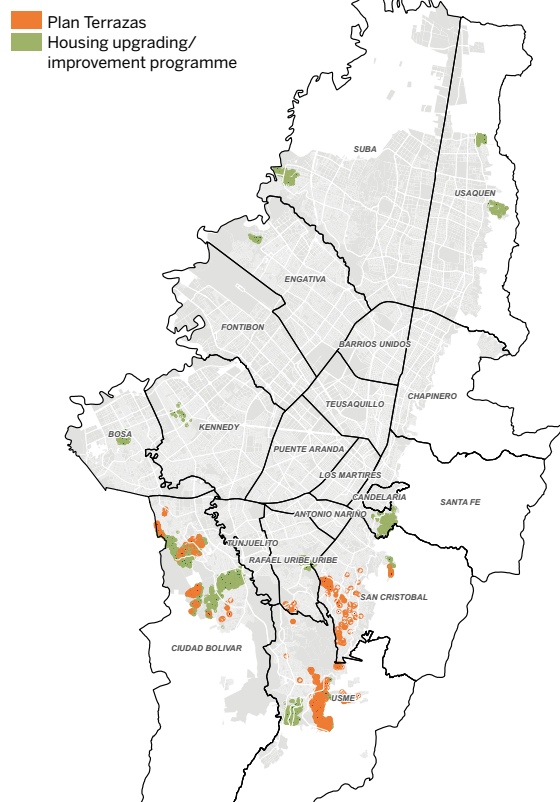 Plan Terrazas
Housing upgrading/
improvement programme
SUBA
USAQUEN
ENGATIVA
FONTIBON
BARRIOS UNIDOS
CHAPINERO
TEUSAQUILLO
KENNEDY
BOSA
PUENTE ARANDA
LOS MARTIRES
CANDELARIA
SANTA FE
ANTONIO NARIÑO
TUNJUELITO
RAFAEL URIBE URIBE
SAN CRISTOBAL
CIUDAD BOLIVAR
USME